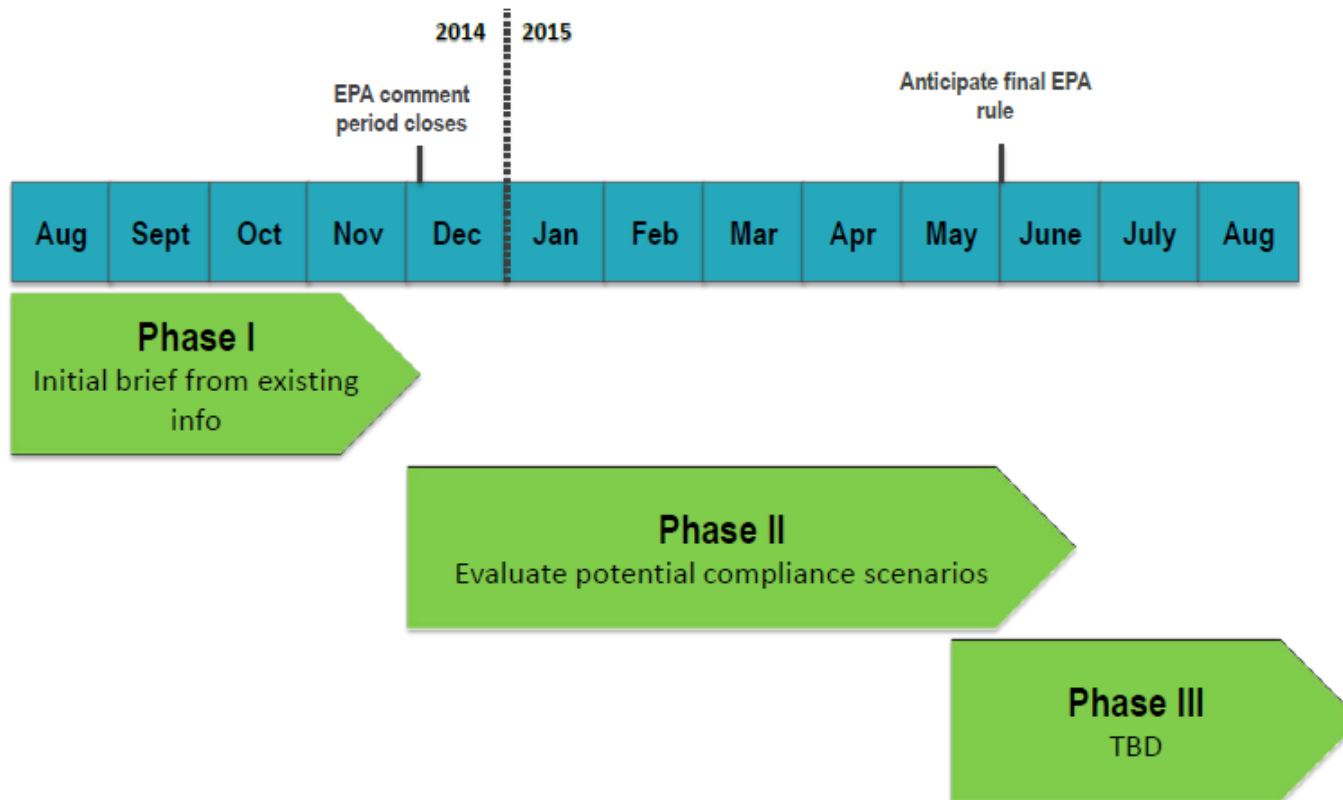 2014 2015
EPA comment
period closes
Anticipate final EPA
rule
Aug Sept Oct Nov Dec Jan Feb Mar Apr May June July Aug
Phase I
Initial brief from existing
info
Phase II
Evaluate potential compliance scenarios
Phase III
TBD